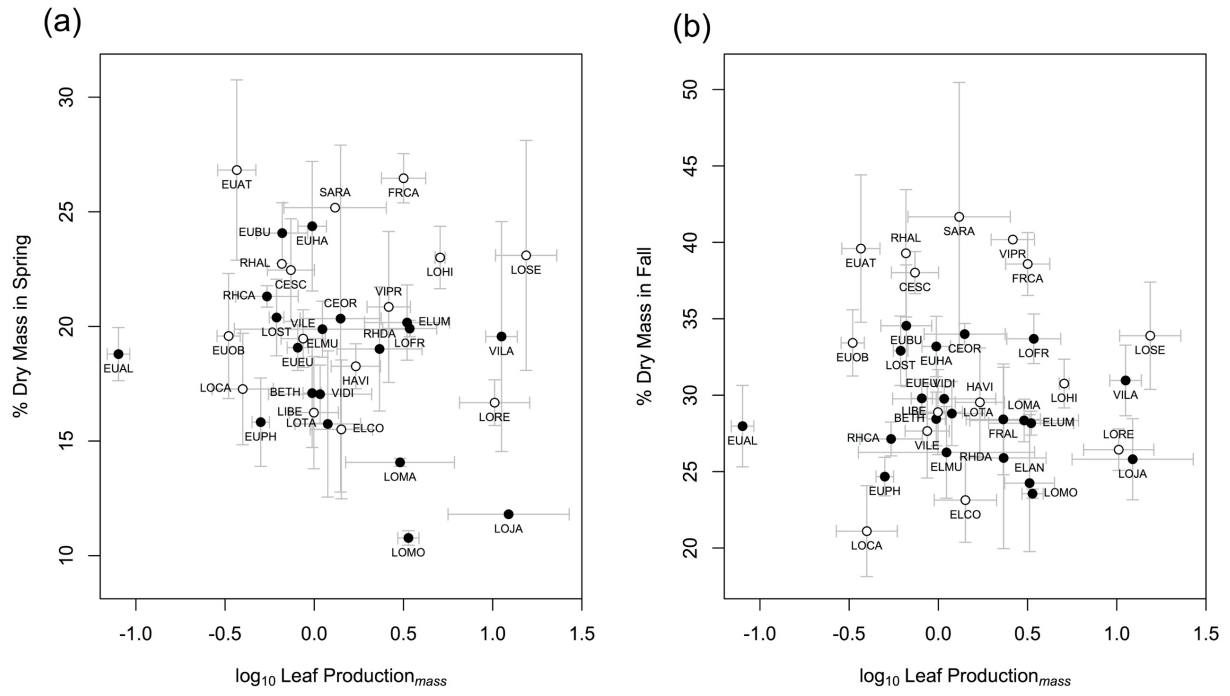 (a)
% Dry Mass in Spring
30
25
20
15
10
EUAT
SARA
FRCA
EUBU
EUHA
RHAL
CESC
LOHI
LOSE
RHCA
VIPR
CEOR
LOST
VILE
ELUM
EUOB
ELMU
RHDA
LOFR
VILA
EUAL
EUEU
HAVI
LOCA
BETH
VIDI
LORE
LIBE
EUPH
LOTA
ELCO
LOMA
LOJA
LOMO
-1.0 -0.5 0.0 0.5 1.0 1.5
log10 Leaf Productionmass
(b)
% Dry Mass in Fall
50
45
40
35
30
25
20
SARA
RHAL
VIPR
EUAT
FRCA
CESC
EUBU
CEOR
EUOB
LOST
EUHA
LOFR
LOSE
EUEU
VIDI
HAVI
LOHI
VILA
LIBE
LOTA
LOMA
BETH
FRAL
ELUM
RHCA
VILE
LORE
ELMU
RHDA
LOJA
ELAN
EUAL
EUPH
LOMO
ELCO
LOCA
-1.0 -0.5 0.0 0.5 1.0 1.5
log10 Leaf Productionmass